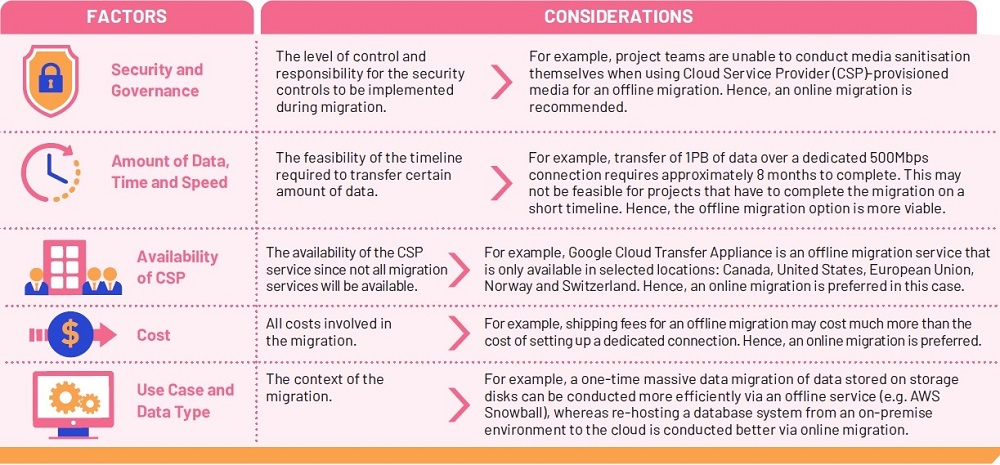 FACTORS
CONSIDERATIONS
Security and
Governance
The level of control and
responsibility for the security
controls to be implemented
during migration.
For example, project teams are unable to conduct media sanitisation
themselves when using Cloud Service Provider (CSP)-provisioned
media for an offline migration. Hence, an online migration is
recommended.
Amount of Data,
Time and Speed
The feasibility of the timeline
required to transfer certain
amount of data.
For example, transfer of 1PB of data over a dedicated 500Mbps
connection requires approximately 8 months to complete. This may
not be feasible for projects that have to complete the migration on a
short timeline. Hence, the offline migration option is more viable.
Availability
of CSP
The availability of the CSP
service since not all migration
services will be available.
For example, Google Cloud Transfer Appliance is an offline migration service that
is only available in selected locations: Canada, United States, European Union,
Norway and Switzerland. Hence, an online migration is preferred in this case.
$
Cost
All costs involved in
the migration.
For example, shipping fees for an offline migration may cost much more than the
cost of setting up a dedicated connection. Hence, an online migration is preferred.
Use Case and
Data Type
The context of the
migration.
For example, a one-time massive data migration of data stored on storage
disks can be conducted more efficiently via an offline service (e.g. AWS
Snowball), whereas re-hosting a database system from an on-premise
environment to the cloud is conducted better via online migration.